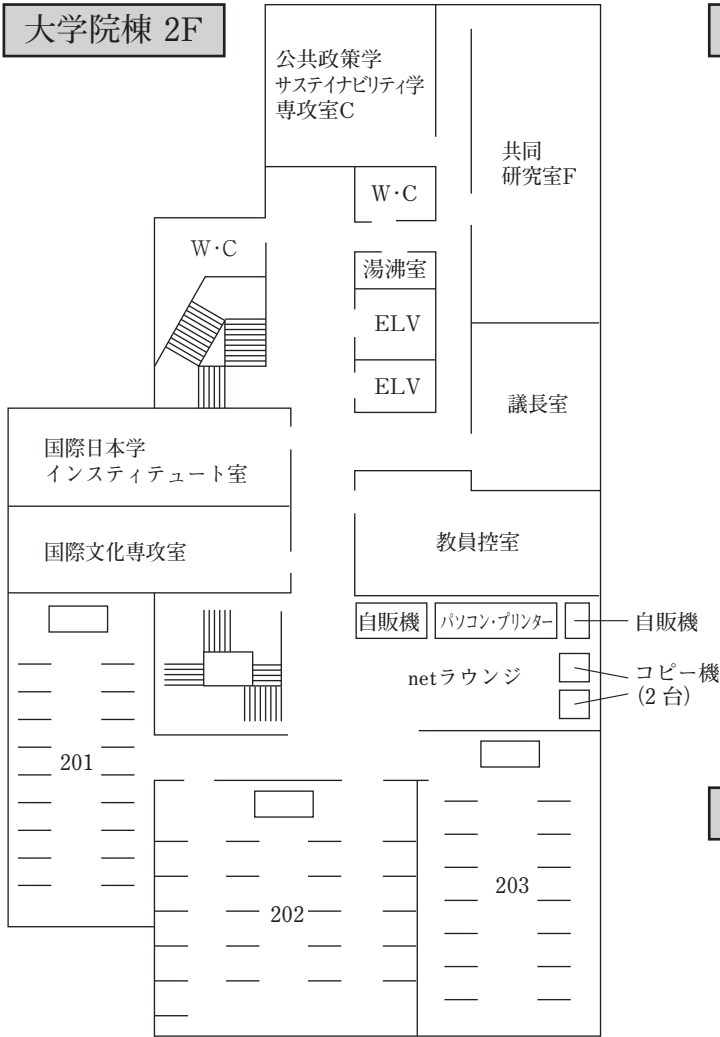 大学院棟 2F
公共政策学
サステイナビリティ学
専攻室C
共同
研究室F
W・C
W・C
湯沸室
ELV
ELV
議長室
国際日本学
インスティテュート室
国際文化専攻室
教員控室
自販機
パソコン・プリンター
自販機
netラウンジ
コピー機
(2 台)
201
202
203